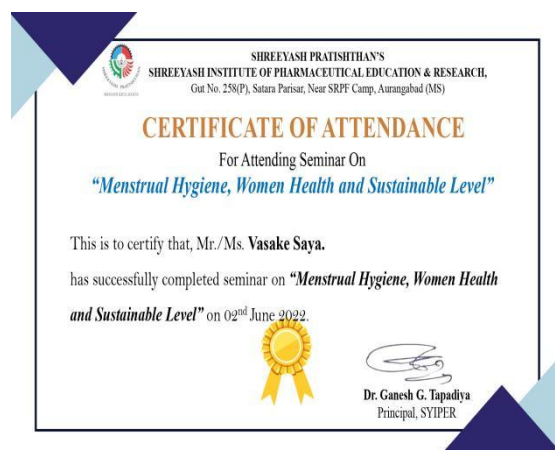 SHREEYASH PRATISHTHAN'S
SHREEYASH INSTITUTE OF PHARMACEUTICAL EDUCATION & RESEARCH,
Gut No. 258(P), Satara Parisar, Near SRPF Camp, Aurangabad (MS)
CERTIFICATE OF ATTENDANCE
For Attending Seminar On
“Menstrual Hygiene, Women Health and Sustainable Level”
This is to certify that, Mr./Ms. Vasake Saya.
has successfully completed seminar on “Menstrual Hygiene, Women Health
and Sustainable Level” on 02nd June 2022.
Dr. Ganesh G. Tapadiya
Principal, SYIPER